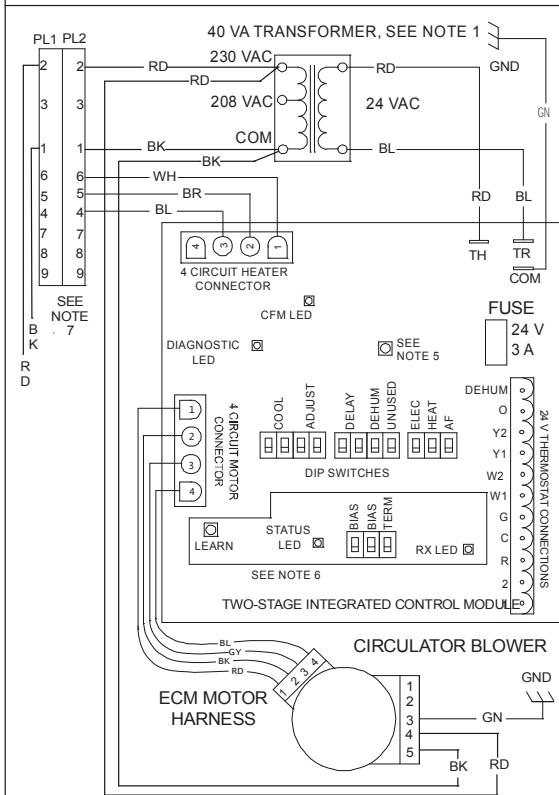 40 VA TRANSFORMER, SEE NOTE 1
PL1 PL2
230 VAC
208 VAC
COM
24 VAC
GND
GN
2 2
3 3
1 1
6 6
5 5
4 4
7 7
8 8
9 9
RD
RD
BK
BK
WH
BR
BL
RD
BL
RD
BL
TH
TR
COM
SEE
NOTE
7
B
K
R
D
4 3 2 1
4 CIRCUIT HEATER
CONNECTOR
CFM LED
DIAGNOSTIC
LED
SEE
NOTE 5
FUSE
24 V
3 A
1
2
3
4
4 CIRCUIT MOTOR
CONNECTOR
COOL
ADJUST
DELAY
DEHUM
UNUSED
ELEC
HEAT
AF
DIP SWITCHES
DEHUM
O
Y2
Y1
W2
W1
G
C
R
2
24 V THERMOSTAT CONNECTIONS
LEARN
STATUS
LED
BIAS
BIAS
TERM
RX LED
SEE NOTE 6
TWO-STAGE INTEGRATED CONTROL MODULE
BL
GY
BK
RD
1 2 3 4
ECM MOTOR
HARNESS
CIRCULATOR BLOWER
1
2
3
4
5
GND
GN
BK
RD